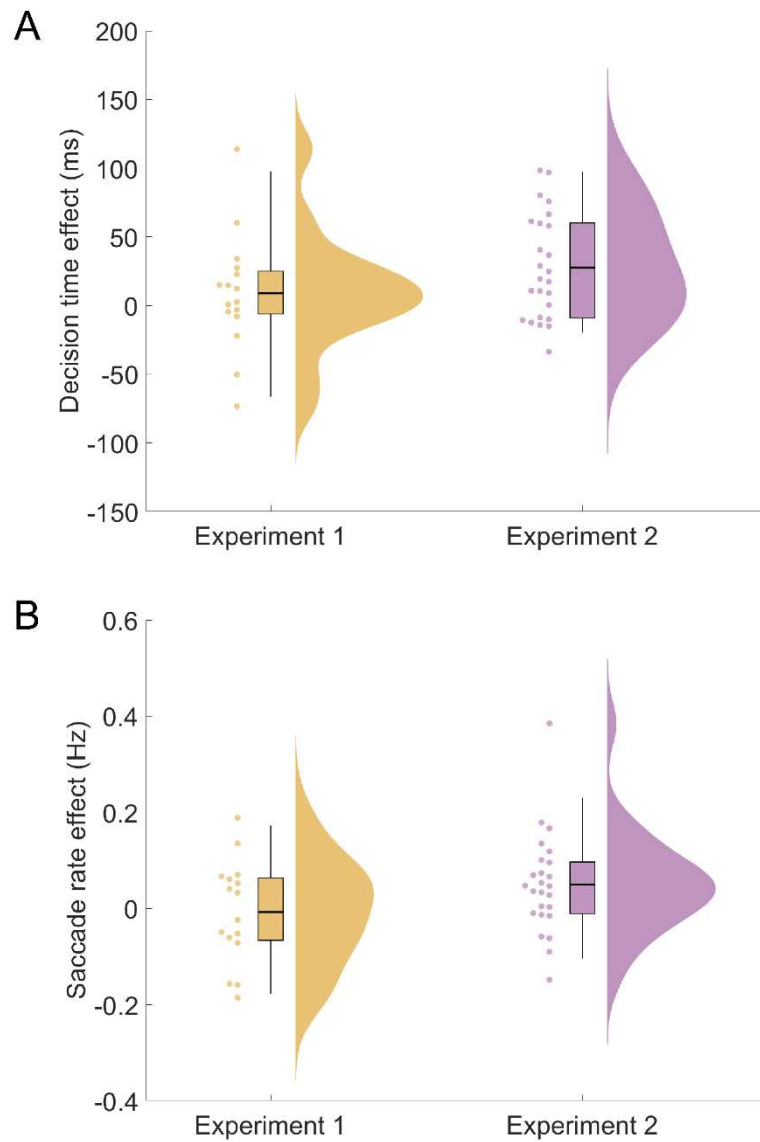 A
Decision time effect (ms)
200
150
100
50
0
-50
-100
-150
Experiment 1 Experiment 2
B
Saccade rate effect (Hz)
0.6
0.4
0.2
0
-0.2
-0.4
Experiment 1 Experiment 2